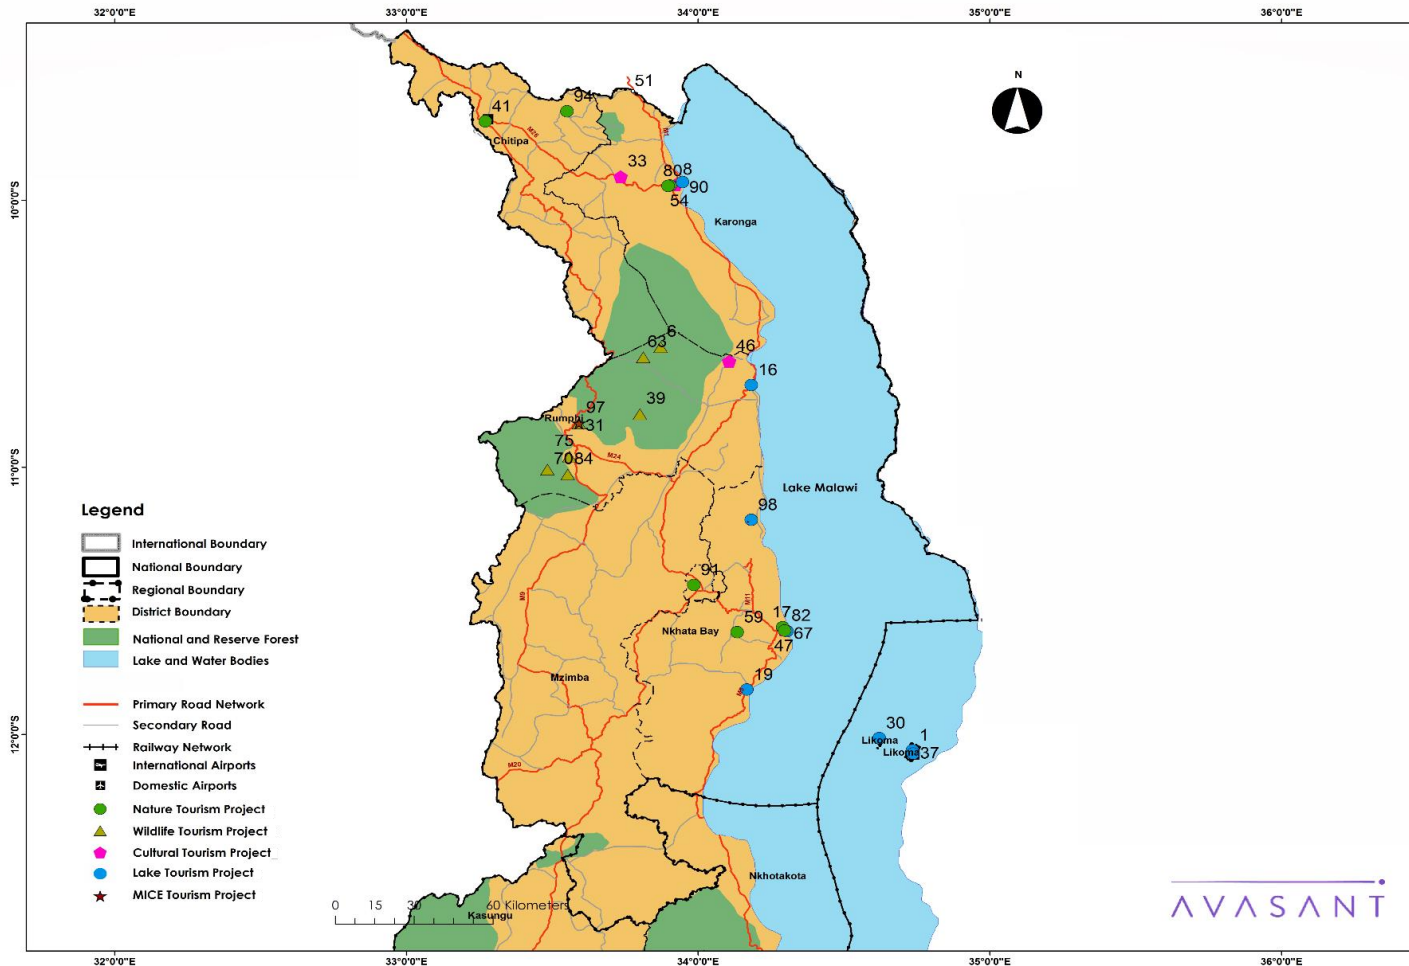 32°0'0"E
33°0'0"E
34°0'0"E
35°0'0"E
36°0'0"E
N
51
94
41
M26
Chitipa
33
808
90
54
10°0'0"S
Karonga
6
63
46
16
39
97
Rumphi
31
75
M24
7084
11°0'0"S
Lake Malawi
98
Legend
International Boundary
National Boundary
Regional Boundary
District Boundary
National and Reserve Forest
Lake and Water Bodies
Primary Road Network
Secondary Road
Railway Network
International Airports
Domestic Airports
Nature Tourism Project
Wildlife Tourism Project
Cultural Tourism Project
Lake Tourism Project
MICE Tourism Project
91
M9
M11
59
1782
Nkhata Bay
67
47
Mzimba
19
30
Likoma
1
Likoma
37
12°0'0"S
M20
Nkhotakota
0 15 30 60 Kilometers
Kasungu
AVASANT
32°0'0"E
33°0'0"E
34°0'0"E
35°0'0"E
36°0'0"E